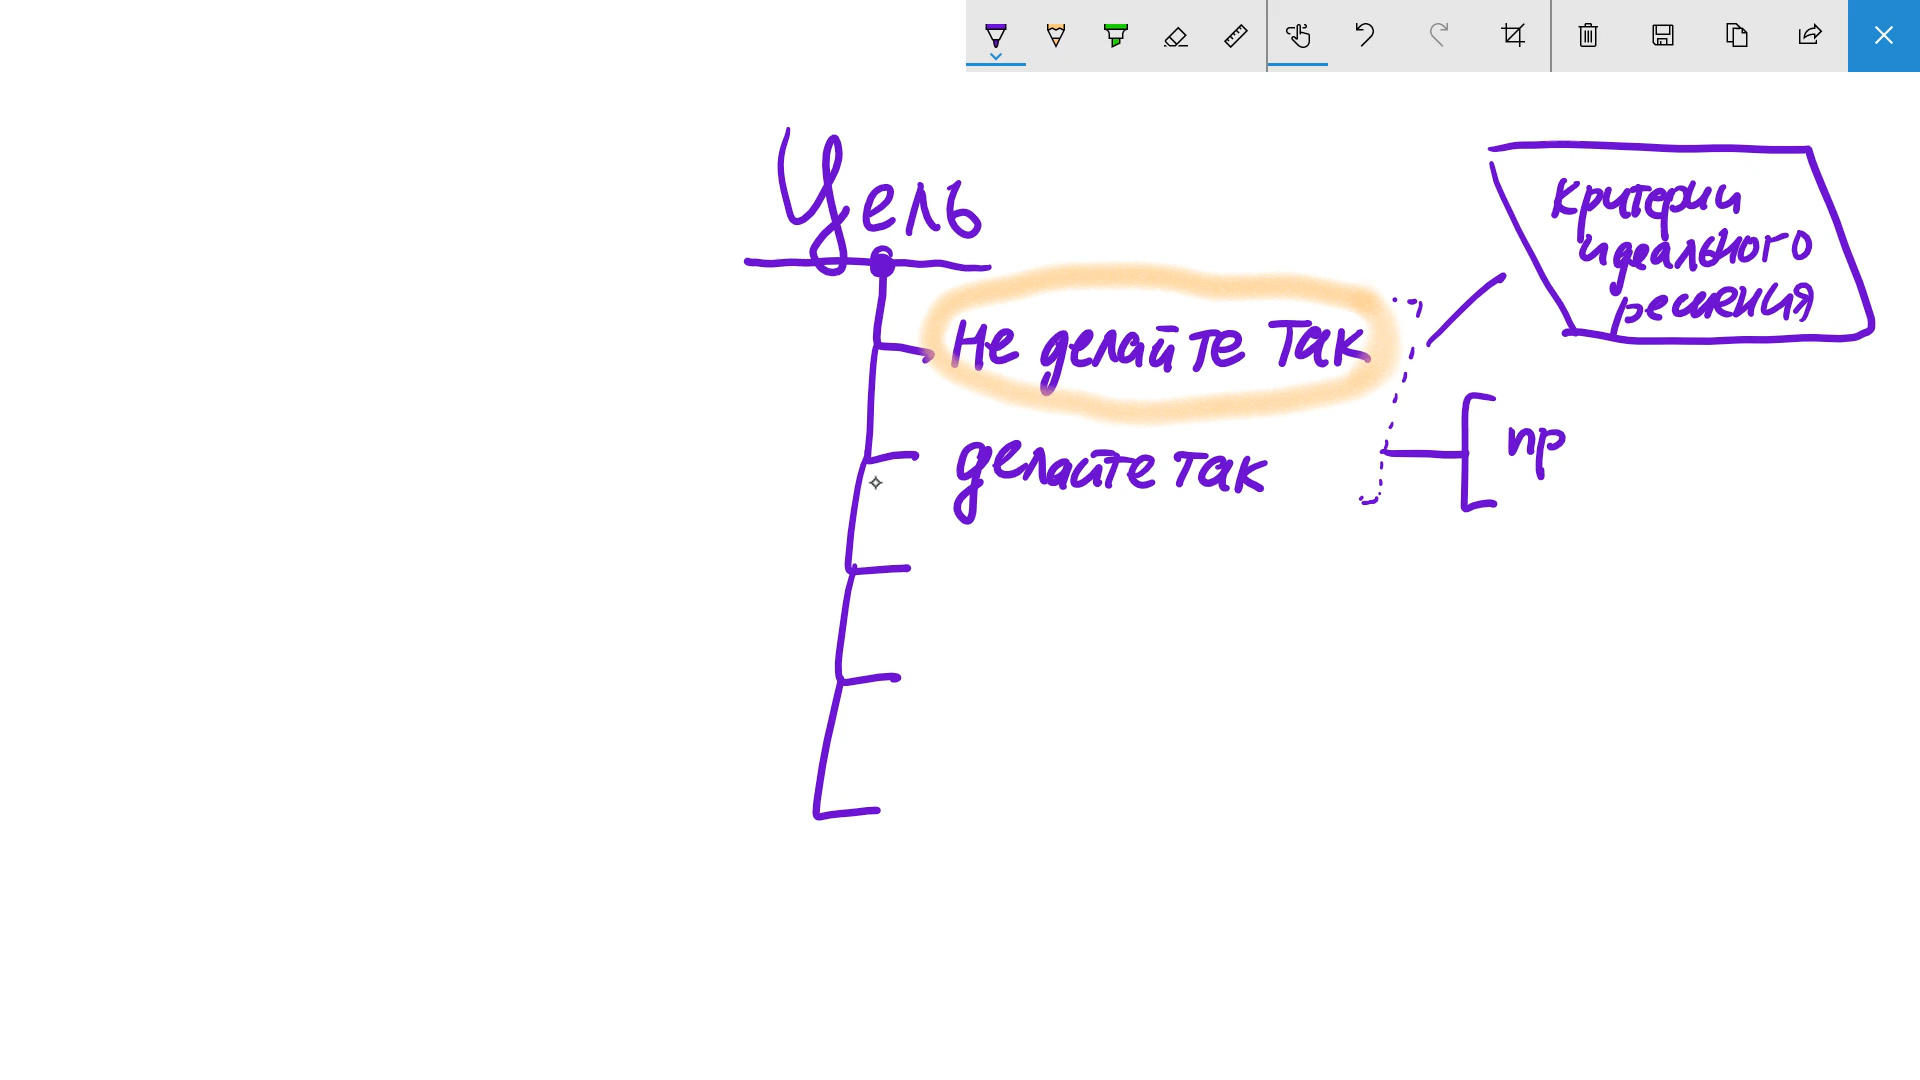 Цель
Не делайте так
делайте так
Критерии
идеального
решения
пр